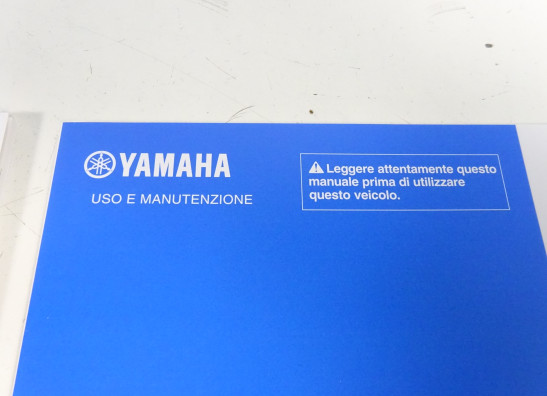 YAMAHA
USO E MANUTENZIONE
Leggere attentamente questo
manuale prima di utilizzare
questo veicolo.